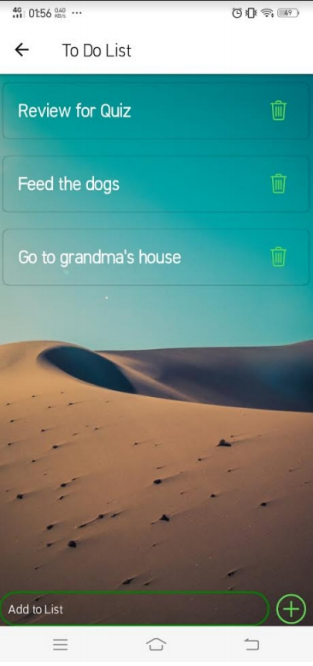 4G 01:56 0.40 KB/s ... 49
To Do List
Review for Quiz
Feed the dogs
Go to grandma's house
Add to List